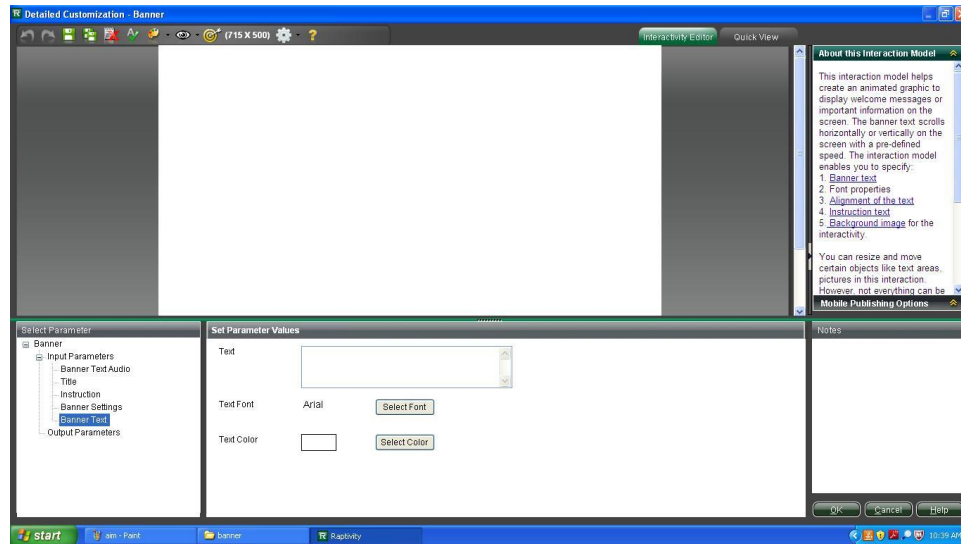 Detailed Customization - Banner
(715 X 500)
?
Interactivity Editor
Quick View
About this Interaction Model
This interaction model helps
create an animated graphic to
display welcome messages or
important information on the
screen. The banner text scrolls
horizontally or vertically on the
screen with a pre-defined
speed. The interaction model
enables you to specify:
1. Banner text
2. Font properties
3. Alignment of the text
4. Instruction text
5. Background image for the
interactivity.
You can resize and move
certain objects like text areas,
pictures in this interaction.
However, not everything can be
Mobile Publishing Options
Select Parameter
Banner
Input Parameters
Banner Text Audio
Title
Instruction
Banner Settings
Banner Text
Output Parameters
Set Parameter Values
Text
Text Font
Arial
Select Font
Text Color
Select Color
Notes
OK
Cancel
Help
start
aim - Paint
banner
Raptivity
10:39 AM